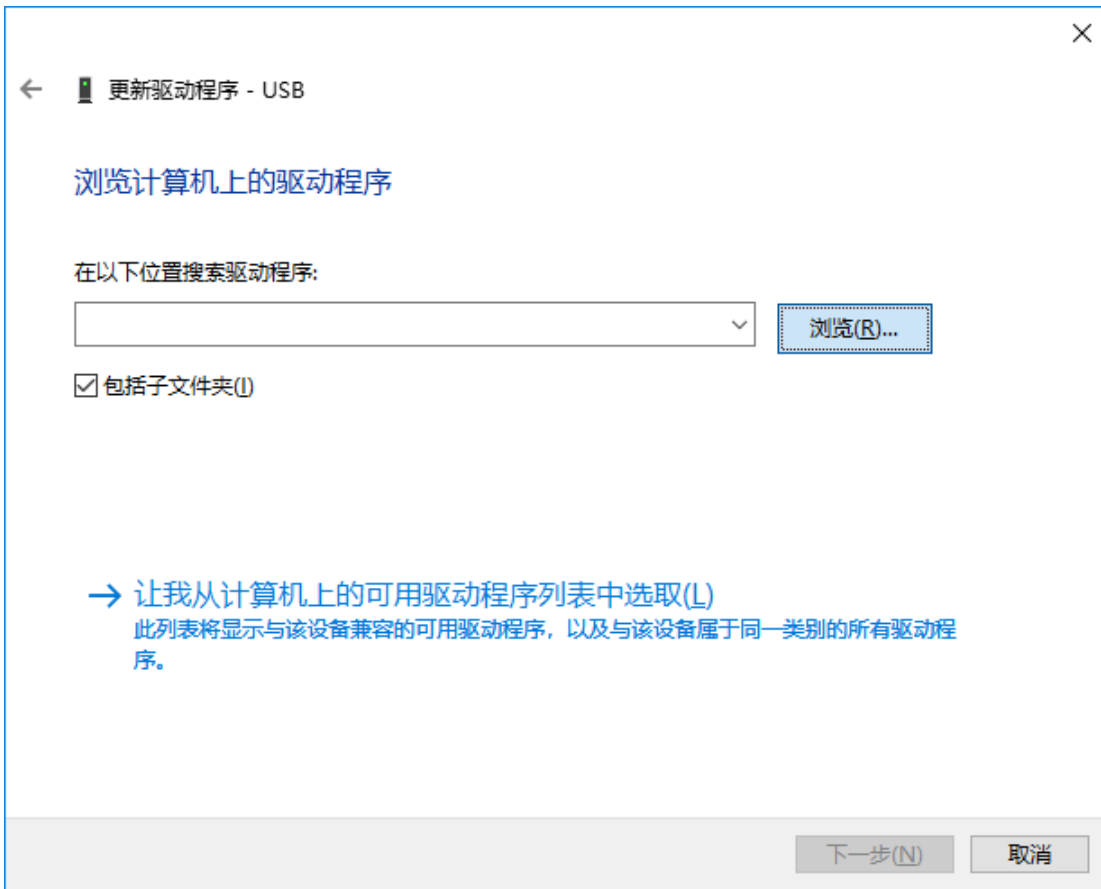 更新驱动程序 - USB
浏览计算机上的驱动程序
在以下位置搜索驱动程序:
浏览(R)...
包括子文件夹(I)
让我从计算机上的可用驱动程序列表中选取(L)
此列表将显示与该设备兼容的可用驱动程序，以及与该设备属于同一类别的所有驱动程
序。
下一步(N)
取消